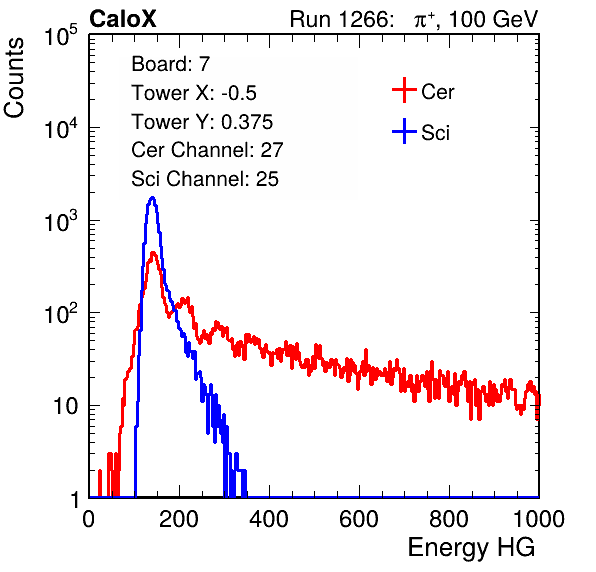 CaloX Run 1266: π⁺, 100 GeV
Board: 7
Tower X: -0.5
Tower Y: 0.375
Cer Channel: 27
Sci Channel: 25
Cer
Sci
Counts
10⁵
10⁴
10³
10²
10
1
0 200 400 600 800 1000
Energy HG